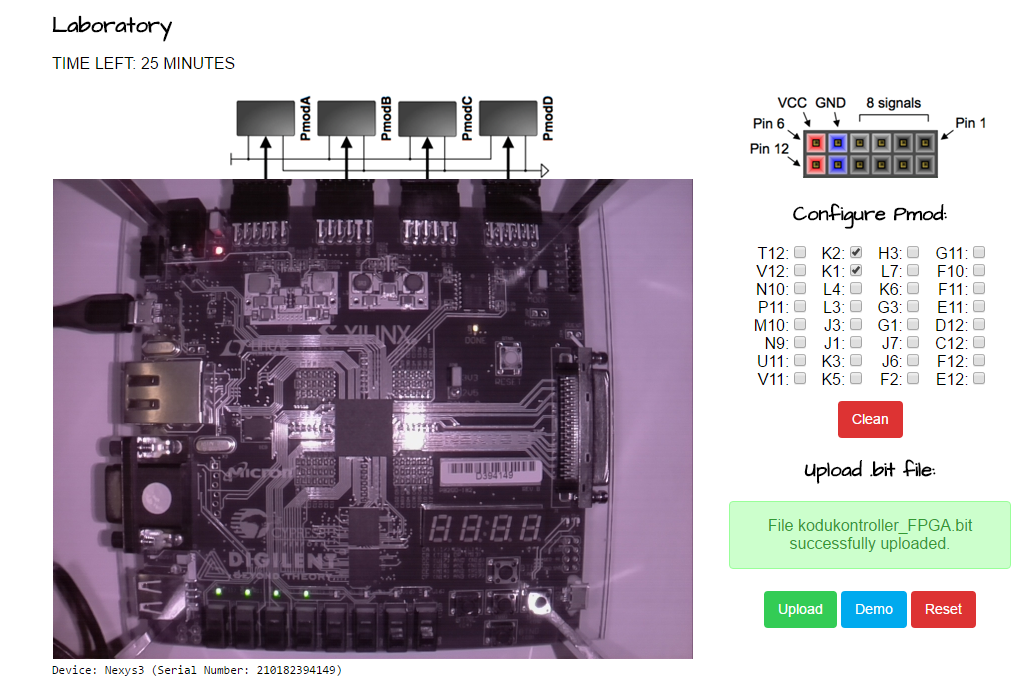 Laboratory
TIME LEFT: 25 MINUTES
PmodA
PmodB
PmodC
PmodD
VCC GND 8 signals
Pin 6
Pin 1
Pin 12
XILINX
DONE
RESET
Micron
D394149
DIGILENT
BEYOND THEORY
Configure Pmod:
T12: K2: H3: G11:
V12: K1: L7: F10:
N10: L4: K6: F11:
P11: L3: G3: E11:
M10: J3: G1: D12:
N9: J1: J7: C12:
U11: K3: J6: F12:
V11: K5: F2: E12:
Clean
Upload .bit file:
File kodukontroller_FPGA.bit
successfully uploaded.
Upload Demo Reset
Device: Nexys3 (Serial Number: 210182394149)